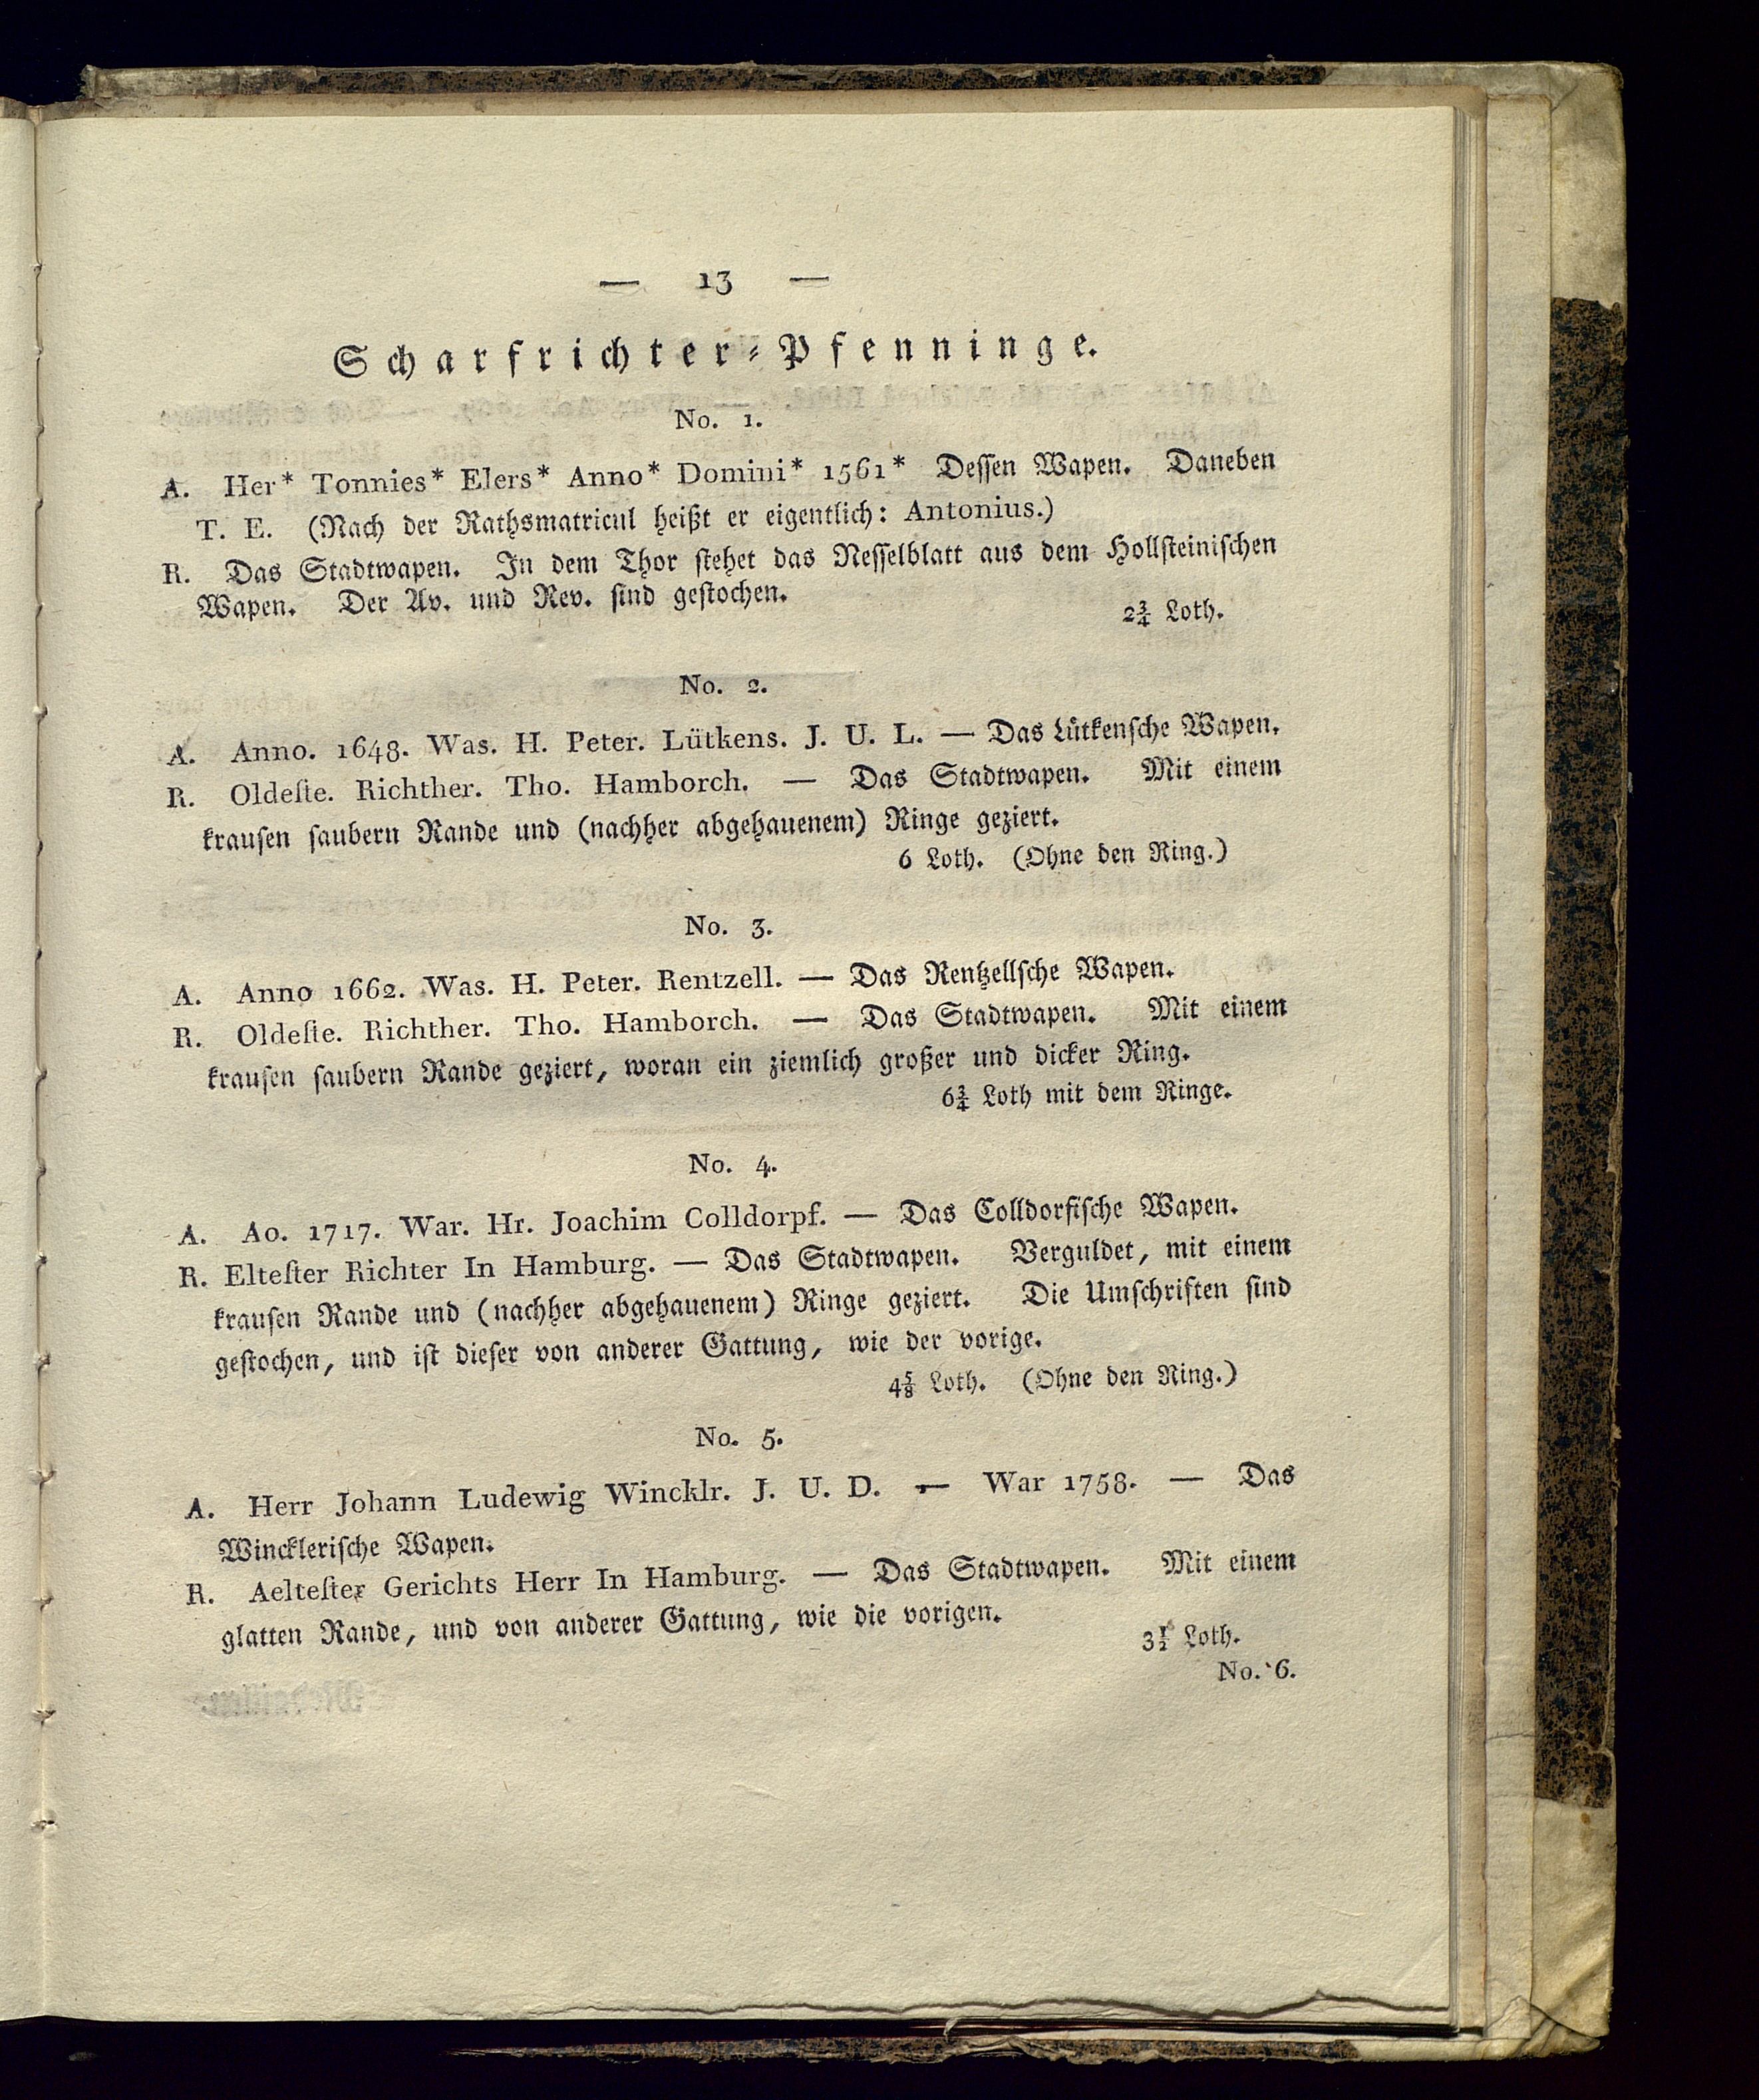 — 13 —
Scharfrichter-Pfenninge.
No. 1.
A. Her* Tonnies* Elers* Anno* Domini* 1561* Dessen Wapen. Daneben
T. E. (Nach der Rathsmatricul heißt er eigentlich: Antonius.)
R. Das Stadtwapen. In dem Thor stehet das Nesselblatt aus dem Hollsteinischen
Wapen. Der Av. und Rev. sind gestochen.
2¾ Loth.
No. 2.
A. Anno. 1648. Was. H. Peter. Lütkens. J. U. L. — Das Lütkensche Wapen.
R. Oldeſte. Richther. Tho. Hamborch. — Das Stadtwapen. Mit einem
krausen saubern Rande und (nachher abgehauenem) Ringe geziert.
6 Loth. (Ohne den Ring.)
No. 3.
A. Anno 1662. Was. H. Peter. Rentzell. — Das Rentzellsche Wapen.
R. Oldeſte. Richther. Tho. Hamborch. — Das Stadtwapen. Mit einem
krausen saubern Rande geziert, woran ein ziemlich großer und dicker Ring.
6¾ Loth mit dem Ringe.
No. 4.
A. Ao. 1717. War. Hr. Joachim Colldorpf. — Das Colldorfische Wapen.
R. Elteſter Richter In Hamburg. — Das Stadtwapen. Verguldet, mit einem
krausen Rande und (nachher abgehauenem) Ringe geziert. Die Umschriften sind
gestochen, und ist dieser von anderer Gattung, wie der vorige.
4⅝ Loth. (Ohne den Ring.)
No. 5.
A. Herr Johann Ludewig Wincklr. J. U. D. — War 1758. — Das
Wincklerische Wapen.
R. Aelteſter Gerichts Herr In Hamburg. — Das Stadtwapen. Mit einem
glatten Rande, und von anderer Gattung, wie die vorigen.
3½ Loth.
No. 6.